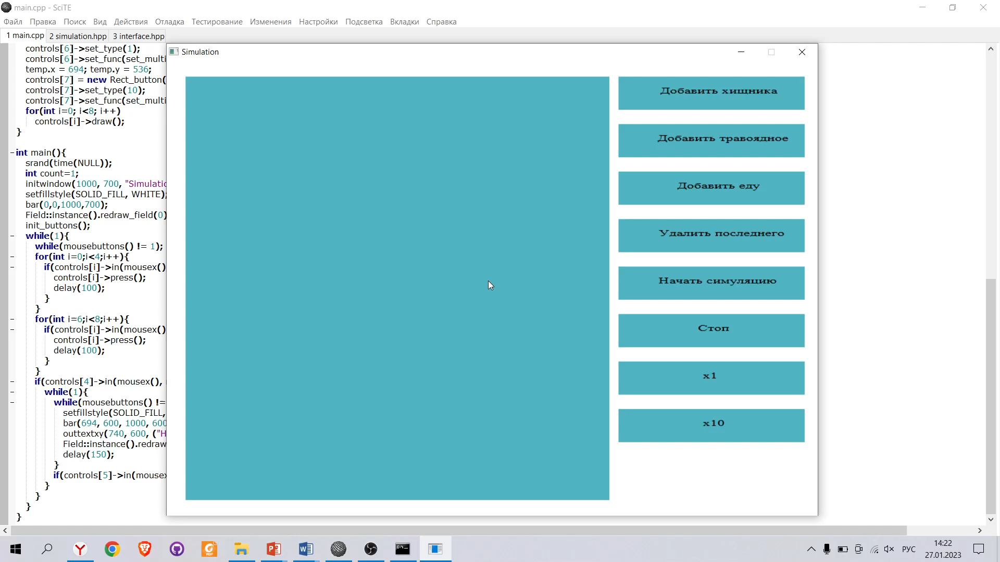 main.cpp - SciTE
Файл Правка Поиск Вид Действия Отладка Тестирование Изменения Настройки Подсветка Вкладки Справка
1 main.cpp 2 simulation.hpp 3 interface.hpp
controls[6]->set_type(1);
controls[6]->set_func(set_multi
temp.x = 694; temp.y = 536;
controls[7] = new Rect_button(
controls[7]->set_type(10);
controls[7]->set_func(set_multi
for(int i=0; i<8; i++)
controls[i]->draw();
}
int main(){
srand(time(NULL));
int count=1;
initwindow(1000, 700, "Simulatio
setfillstyle(SOLID_FILL, WHITE);
bar(0,0,1000,700);
Field::instance().redraw_field(0)
init_buttons();
while(1){
while(mousebuttons() != 1);
for(int i=0;i<4;i++){
if(controls[i]->in(mousex()
controls[i]->press();
delay(100);
}
}
for(int i=6;i<8;i++){
if(controls[i]->in(mousex()
controls[i]->press();
delay(100);
}
}
if(controls[4]->in(mousex(),
while(1){
while(mousebuttons() !=
setfillstyle(SOLID_FILL,
bar(694, 600, 1000, 600
outtextxy(740, 600, ("H
Field::instance().redraw
delay(150);
}
if(controls[5]->in(mousex
}
}
}
}
Simulation
Добавить хищника
Добавить травоядное
Добавить еду
Удалить последнего
Начать симуляцию
Стоп
x1
x10
РУС
14:22
27.01.2023